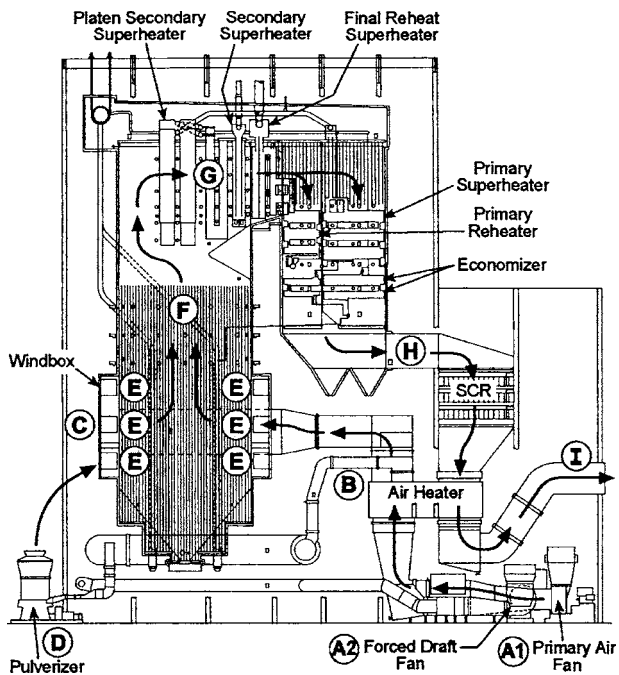 Platen Secondary
Superheater
Secondary
Superheater
Final Reheat
Superheater
G
Primary
Superheater
Primary
Reheater
Economizer
F
H
Windbox
SCR
E
E
C
E
E
E
E
I
B
Air Heater
D
Pulverizer
A2
Forced Draft
Fan
A1
Primary Air
Fan